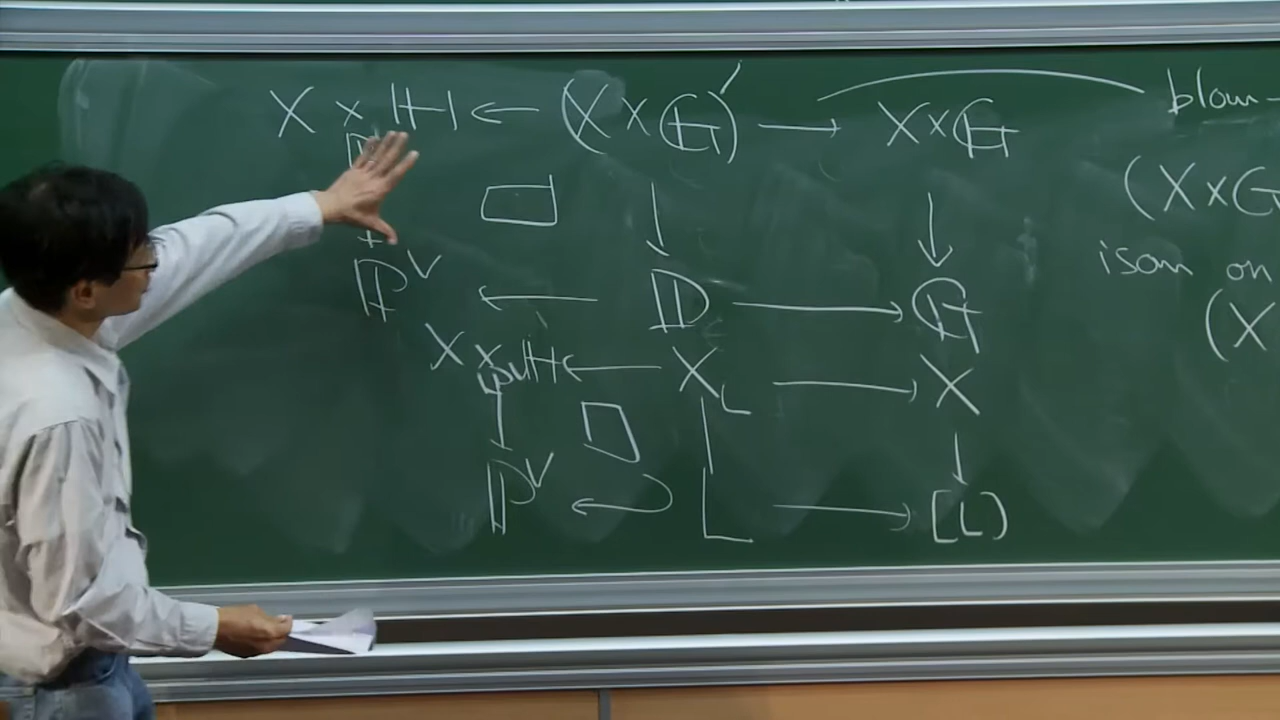 X × ℍ ← (X × 𝔾)′ → X × 𝔾 blow-
ℙ
(X × G
□ ↓ ↓
isom on
ℙ^∨ ← 𝔻 → 𝔾
(X
X × ℍ ← X_L → X
ℙ^∨
↓ □ ↓
ℙ^∨ ↩ L → [L)